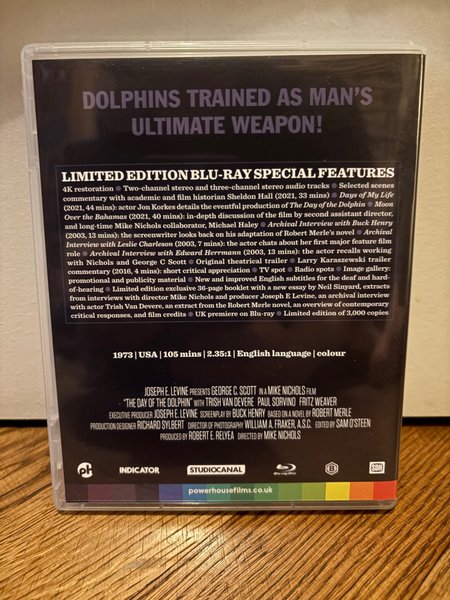 DOLPHINS TRAINED AS MAN'S
ULTIMATE WEAPON!
LIMITED EDITION BLU-RAY SPECIAL FEATURES
4K restoration ● Two-channel stereo and three-channel stereo audio tracks ● Selected scenes
commentary with academic and film historian Sheldon Hall (2021, 33 mins) ● Days of My Life
(2021, 44 mins): actor Jon Korkes details the eventful production of The Day of the Dolphin ● Moon
Over the Bahamas (2021, 40 mins): in-depth discussion of the film by second assistant director,
and long-time Mike Nichols collaborator, Michael Haley ● Archival Interview with Buck Henry
(2003, 13 mins): the screenwriter looks back on his adaptation of Robert Merle's novel ● Archival
Interview with Leslie Charleson (2003, 7 mins): the actor chats about her first major feature film
role ● Archival Interview with Edward Herrmann (2003, 13 mins): the actor recalls working
with Nichols and George C Scott ● Original theatrical trailer ● Larry Karaszewski trailer
commentary (2016, 4 mins): short critical appreciation ● TV spot ● Radio spots ● Image gallery:
promotional and publicity material ● New and improved English subtitles for the deaf and hard-
of-hearing ● Limited edition exclusive 36-page booklet with a new essay by Neil Sinyard, extracts
from interviews with director Mike Nichols and producer Joseph E Levine, an archival interview
with actor Trish Van Devere, an extract from the Robert Merle novel, an overview of contemporary
critical responses, and film credits ● UK premiere on Blu-ray ● Limited edition of 3,000 copies
1973 | USA | 105 mins | 2.35:1 | English language | colour
JOSEPH E. LEVINE PRESENTS GEORGE C. SCOTT IN A MIKE NICHOLS FILM
"THE DAY OF THE DOLPHIN" WITH TRISH VAN DEVERE PAUL SORVINO FRITZ WEAVER
EXECUTIVE PRODUCER JOSEPH E. LEVINE SCREENPLAY BY BUCK HENRY BASED ON A NOVEL BY ROBERT MERLE
PRODUCTION DESIGNER RICHARD SYLBERT DIRECTOR OF PHOTOGRAPHY WILLIAM A. FRAKER, A.S.C. EDITED BY SAM O'STEEN
PRODUCED BY ROBERT E. RELYEA DIRECTED BY MIKE NICHOLS
ph INDICATOR STUDIOCANAL Blu-ray Disc B
powerhousefilms.co.uk